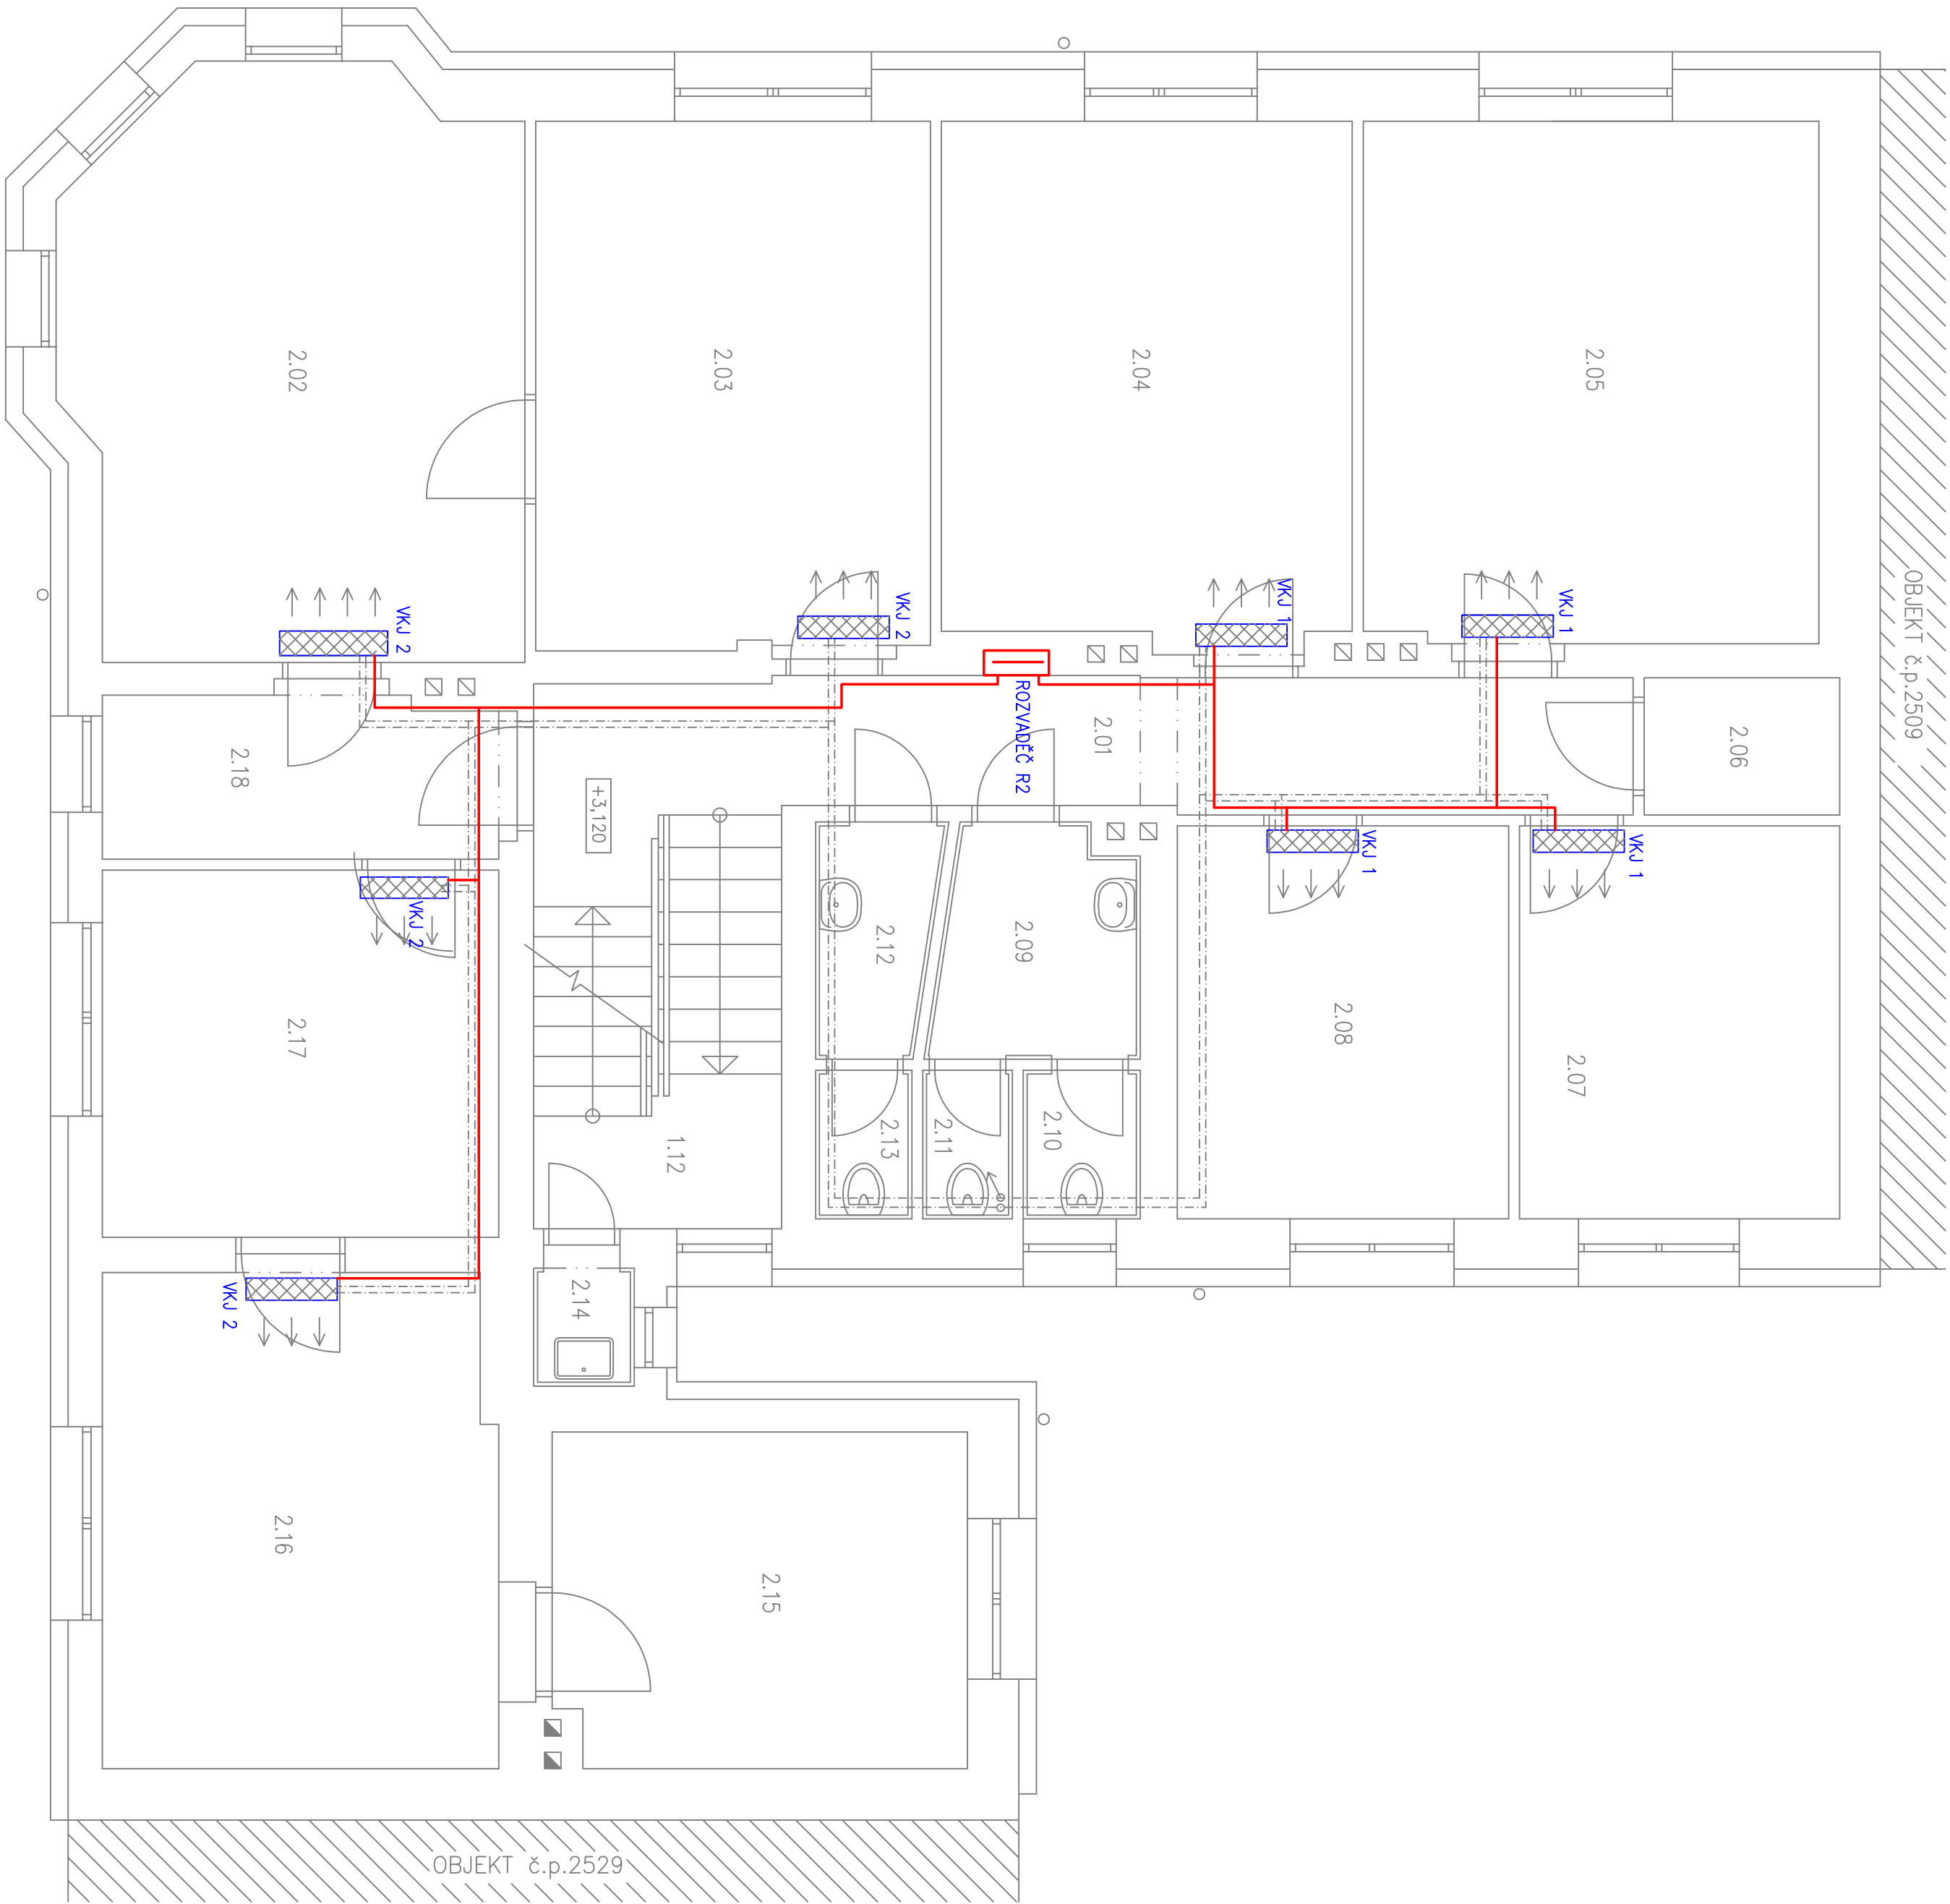 2.02
2.03
2.04
2.05
OBJEKT č.p.2509
VKJ 2
VKJ 2
VKJ 1
VKJ 1
ROZVADĚČ R2
2.01
2.06
2.18
+3,120
VKJ 2
VKJ 1
VKJ 1
2.12
2.09
2.08
2.07
2.17
1.12
2.13
2.11
2.10
VKJ 2
2.14
2.16
2.15
OBJEKT č.p.2529